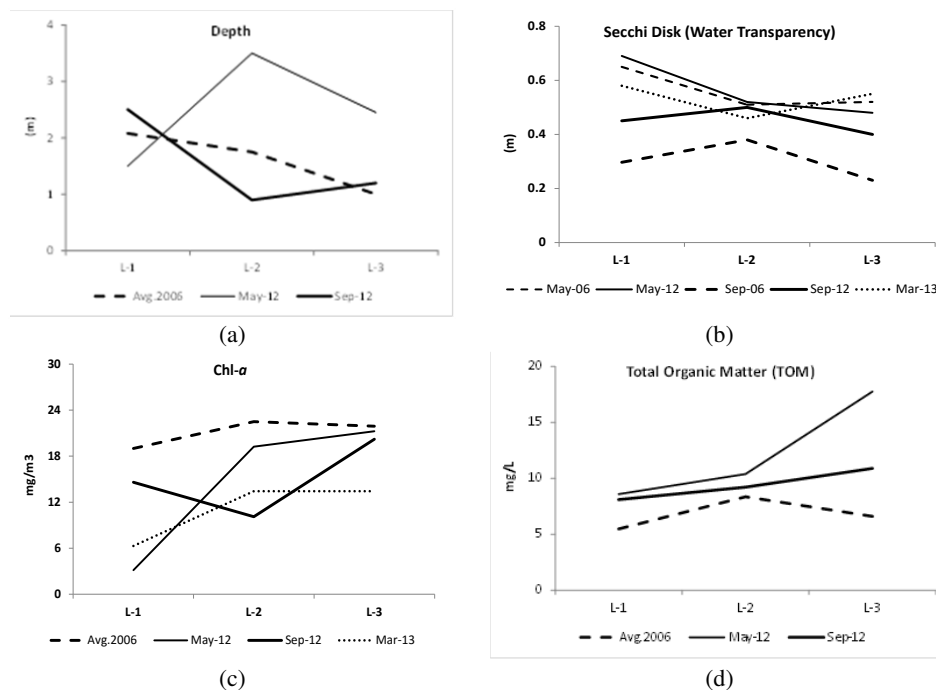 Depth
(m)
4
3
2
1
0
L-1 L-2 L-3
Avg.2006 May-12 Sep-12
(a)
Secchi Disk (Water Transparency)
(m)
0.8
0.6
0.4
0.2
0
L-1 L-2 L-3
May-06 May-12 Sep-06 Sep-12 Mar-13
(b)
Chl-a
mg/m3
30
24
18
12
6
0
L-1 L-2 L-3
Avg.2006 May-12 Sep-12 Mar-13
(c)
Total Organic Matter (TOM)
mg/L
20
15
10
5
0
L-1 L-2 L-3
Avg.2006 May-12 Sep-12
(d)